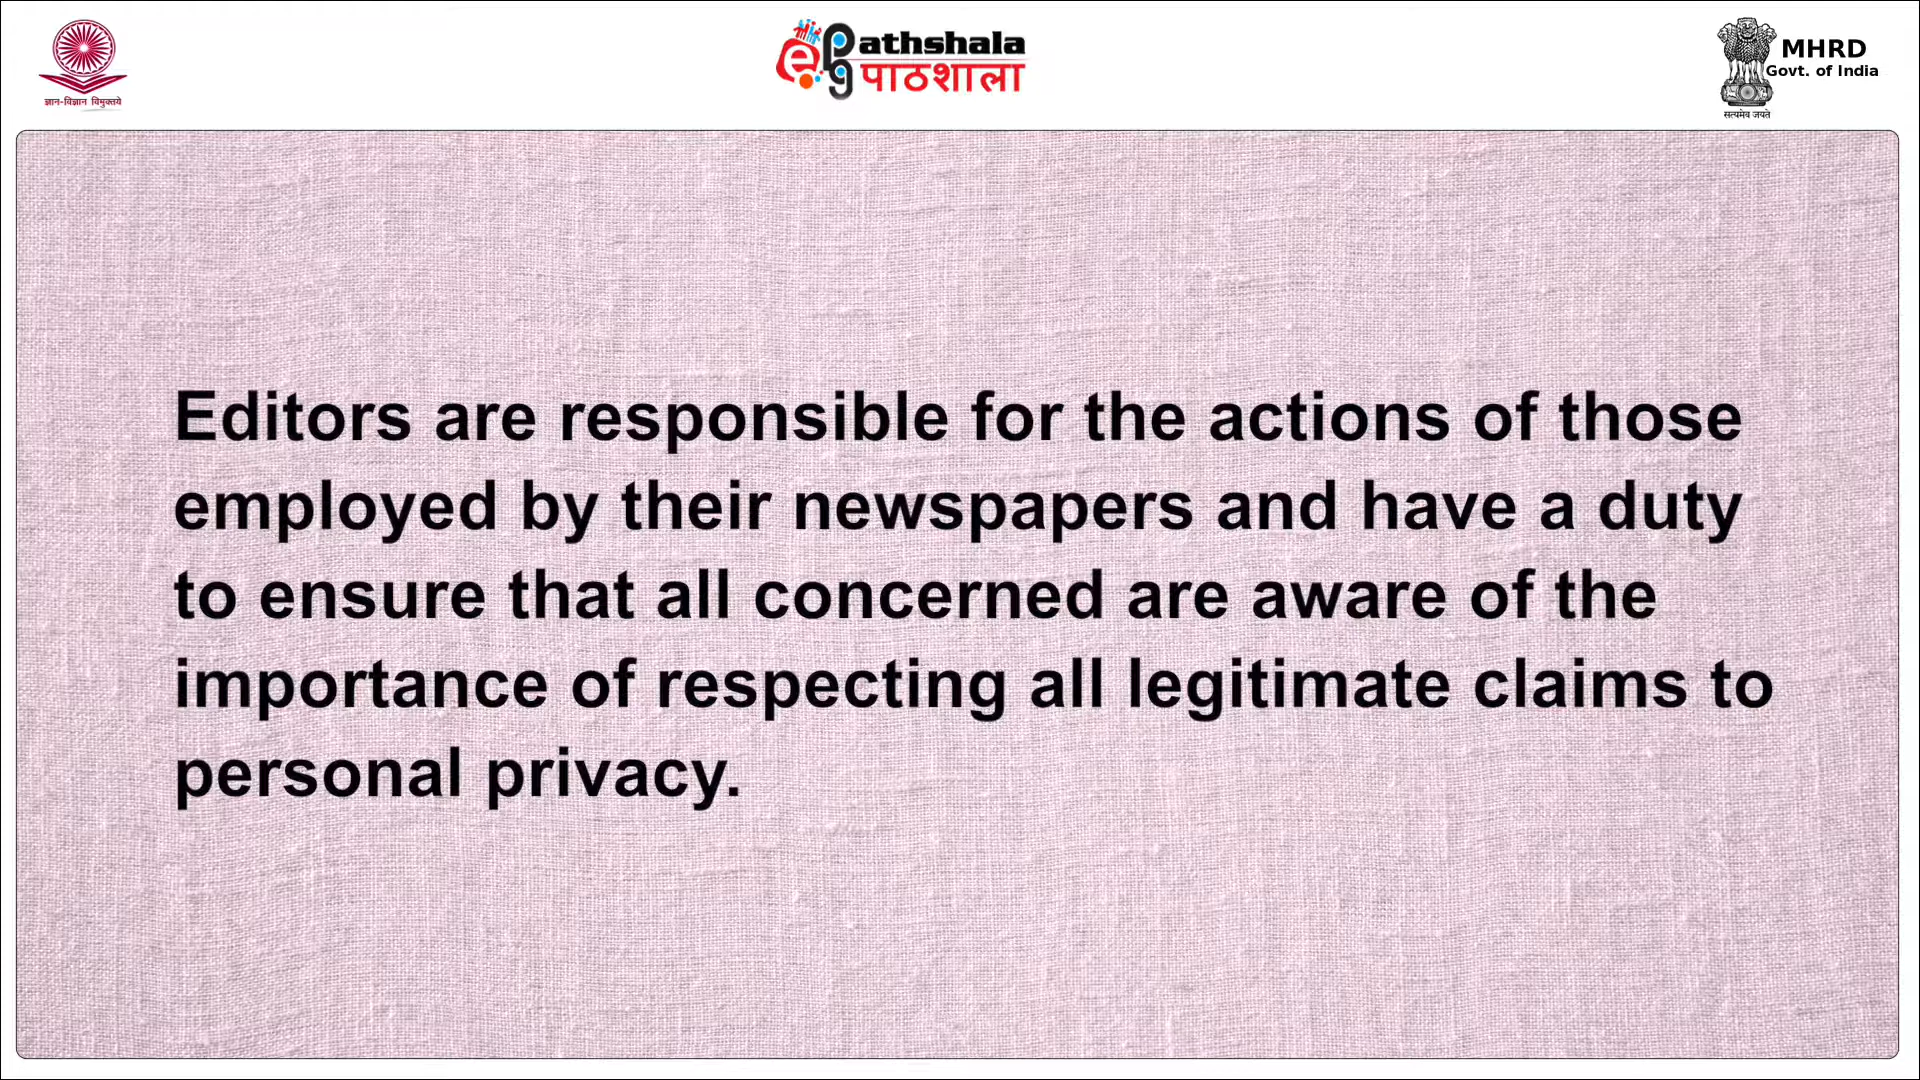 ज्ञान-विज्ञान विमुक्तये
epg Pathshala
पाठशाला
MHRD
Govt. of India
सत्यमेव जयते
Editors are responsible for the actions of those
employed by their newspapers and have a duty
to ensure that all concerned are aware of the
importance of respecting all legitimate claims to
personal privacy.